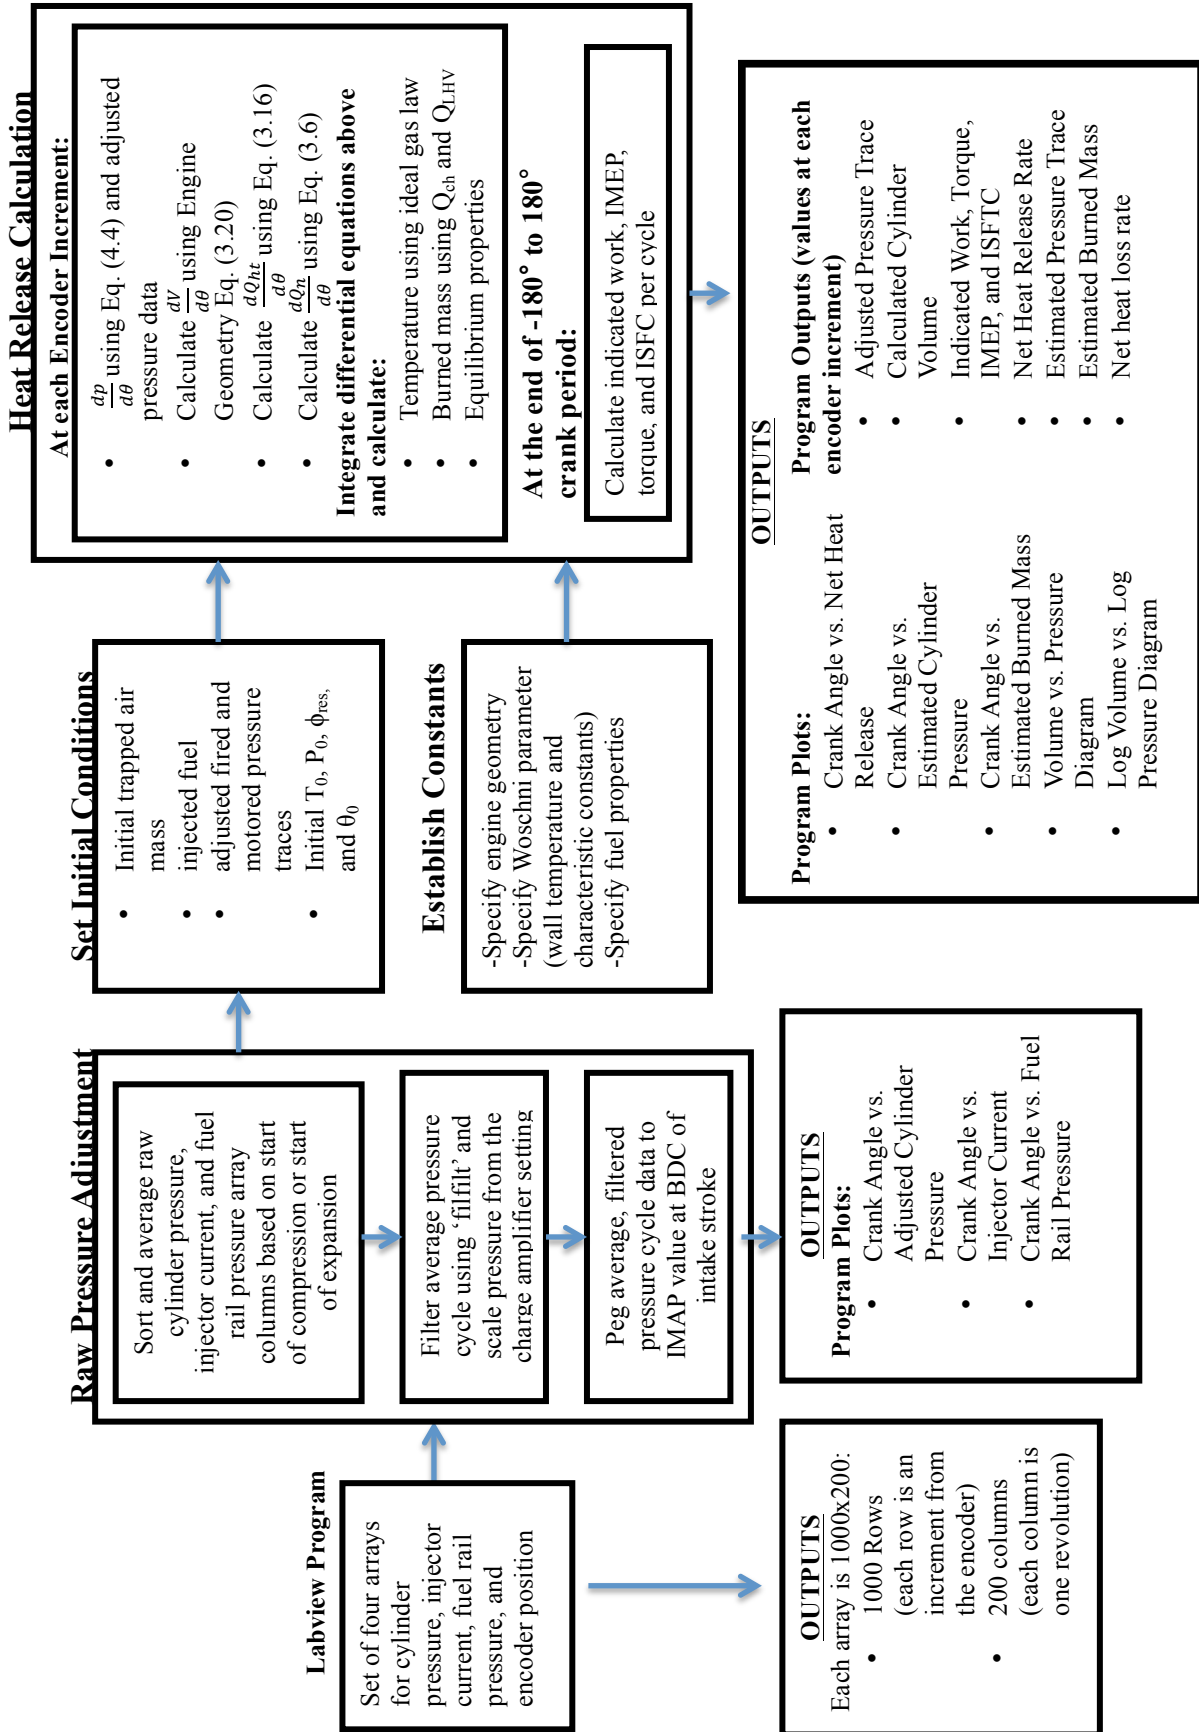 Labview Program
Set of four arrays
for cylinder
pressure, injector
current, fuel rail
pressure, and
encoder position
OUTPUTS
Each array is 1000x200:
• 1000 Rows
(each row is an
increment from
the encoder)
• 200 columns
(each column is
one revolution)
Raw Pressure Adjustment
Sort and average raw
cylinder pressure,
injector current, and fuel
rail pressure array
columns based on start
of compression or start
of expansion
Filter average pressure
cycle using ‘filfilt’ and
scale pressure from the
charge amplifier setting
Peg average, filtered
pressure cycle data to
IMAP value at BDC of
intake stroke
OUTPUTS
Program Plots:
• Crank Angle vs.
Adjusted Cylinder
Pressure
• Crank Angle vs.
Injector Current
• Crank Angle vs. Fuel
Rail Pressure
Set Initial Conditions
• Initial trapped air
mass
• injected fuel
• adjusted fired and
motored pressure
traces
• Initial T0, P0, ϕres,
and θ0
Establish Constants
-Specify engine geometry
-Specify Woschni parameter
(wall temperature and
characteristic constants)
-Specify fuel properties
Heat Release Calculation
At each Encoder Increment:
• dp/dθ using Eq. (4.4) and adjusted
pressure data
• Calculate dV/dθ using Engine
Geometry Eq. (3.20)
• Calculate dQht/dθ using Eq. (3.16)
• Calculate dQn/dθ using Eq. (3.6)
Integrate differential equations above
and calculate:
• Temperature using ideal gas law
• Burned mass using Qch and QLHV
• Equilibrium properties
At the end of -180° to 180°
crank period:
Calculate indicated work, IMEP,
torque, and ISFC per cycle
OUTPUTS
Program Plots:
• Crank Angle vs. Net Heat
Release
• Crank Angle vs.
Estimated Cylinder
Pressure
• Crank Angle vs.
Estimated Burned Mass
• Volume vs. Pressure
Diagram
• Log Volume vs. Log
Pressure Diagram
Program Outputs (values at each
encoder increment)
• Adjusted Pressure Trace
• Calculated Cylinder
Volume
• Indicated Work, Torque,
IMEP, and ISFTC
• Net Heat Release Rate
• Estimated Pressure Trace
• Estimated Burned Mass
• Net heat loss rate